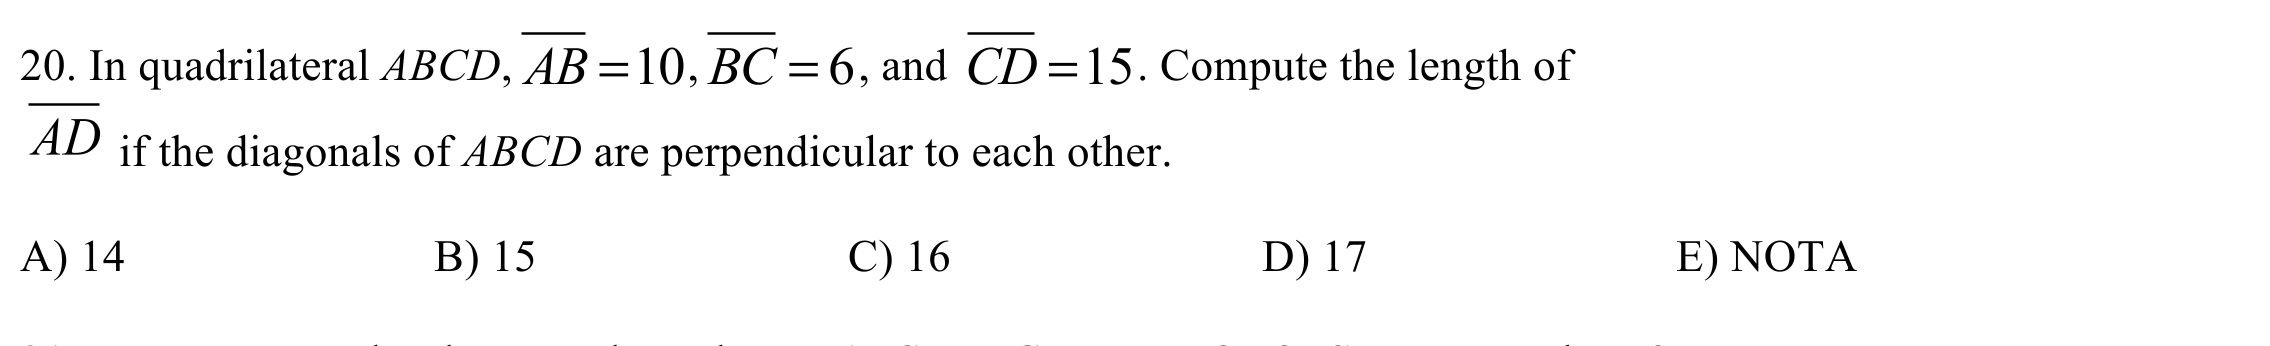 20. In quadrilateral ABCD, AB = 10, BC = 6, and CD = 15. Compute the length of
AD if the diagonals of ABCD are perpendicular to each other.
A) 14 B) 15 C) 16 D) 17 E) NOTA